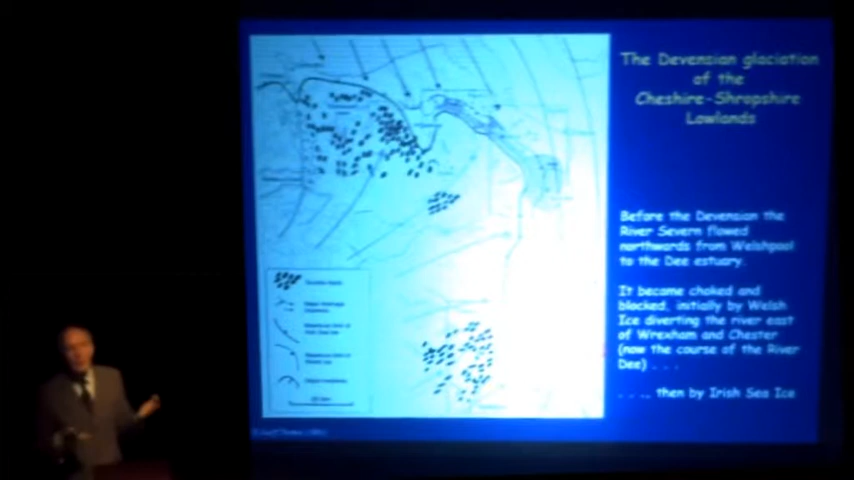 The Devensian glaciation
of the
Cheshire-Shropshire
Lowlands
Before the Devensian the
River Severn flowed
northwards from Welshpool
to the Dee estuary.
It became choked and
blocked, initially by Welsh
Ice diverting the river east
of Wrexham and Chester
(now the course of the River
Dee) . . .
. . .. then by Irish Sea Ice